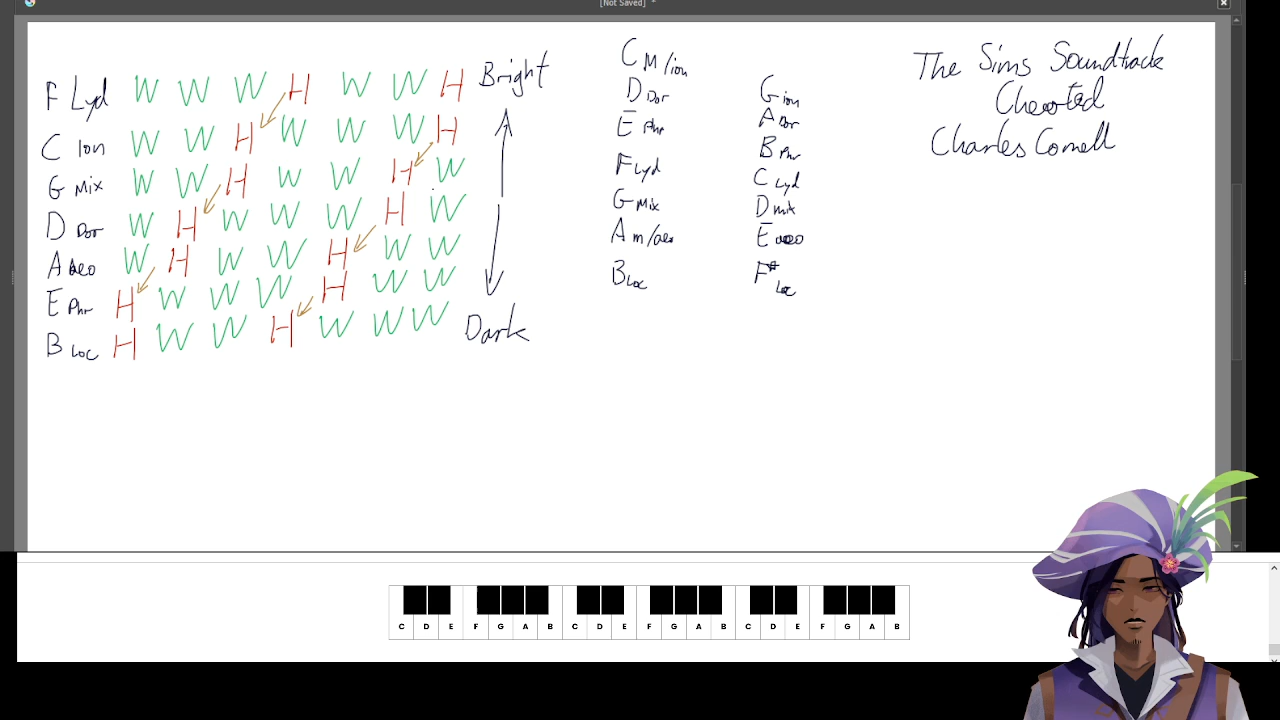 [Not Saved] *
F Lyd W W W H W W H Bright
C Ion W W H W W W H
G Mix W W H W W H W
D Dor W H W W W H W
A Aeo W H W W H W W
E Phr H W W W H W W
B Loc H W W H W W W Dark
C M/ion
D Dor
E Phr
F Lyd
G Mix
A m/aeo
B Loc
G ion
A Dor
B Phr
C Lyd
D mix
E aeo
F# Loc
The Sims Soundtrack
Cheated
Charles Cornell
C D E F G A B C D E F G A B C D E F G A B